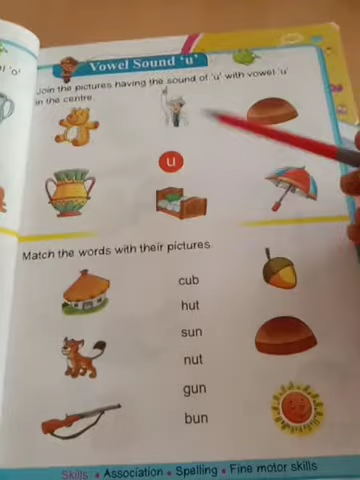 l 'o'
Vowel Sound 'u'
Join the pictures having the sound of 'u' with vowel 'u'
in the centre.
u
Match the words with their pictures.
cub
hut
sun
nut
gun
bun
Skills • Association • Spelling • Fine motor skills